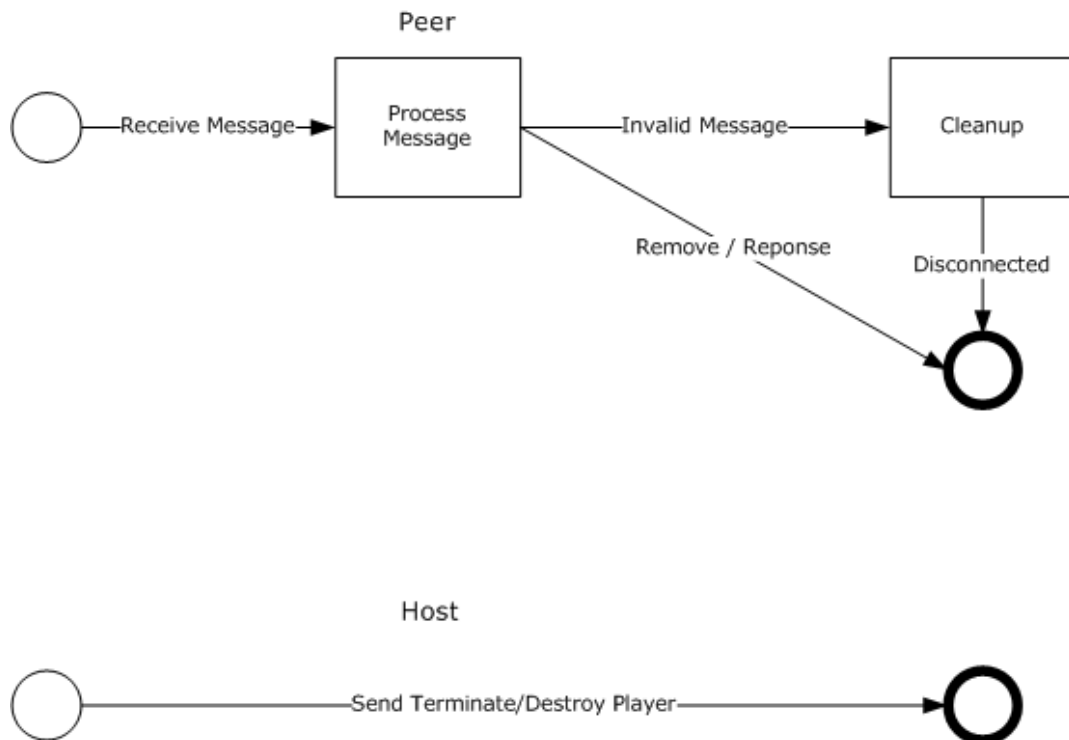 Peer
Receive Message
Process
Message
Invalid Message
Cleanup
Remove / Reponse
Disconnected
Host
Send Terminate/Destroy Player